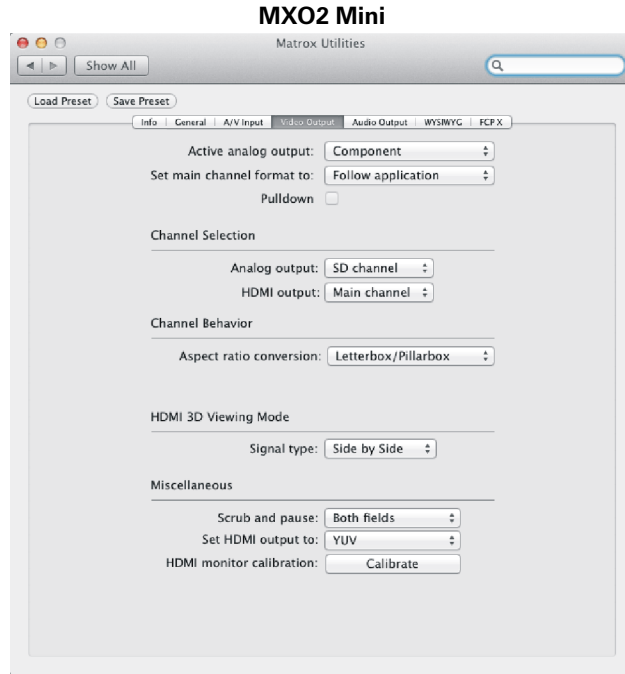 MXO2 Mini
Matrox Utilities
Show All
Load Preset Save Preset
Info General A/V Input Video Output Audio Output WYSIWYG FCP X
Active analog output: Component
Set main channel format to: Follow application
Pulldown
Channel Selection
Analog output: SD channel
HDMI output: Main channel
Channel Behavior
Aspect ratio conversion: Letterbox/Pillarbox
HDMI 3D Viewing Mode
Signal type: Side by Side
Miscellaneous
Scrub and pause: Both fields
Set HDMI output to: YUV
HDMI monitor calibration: Calibrate